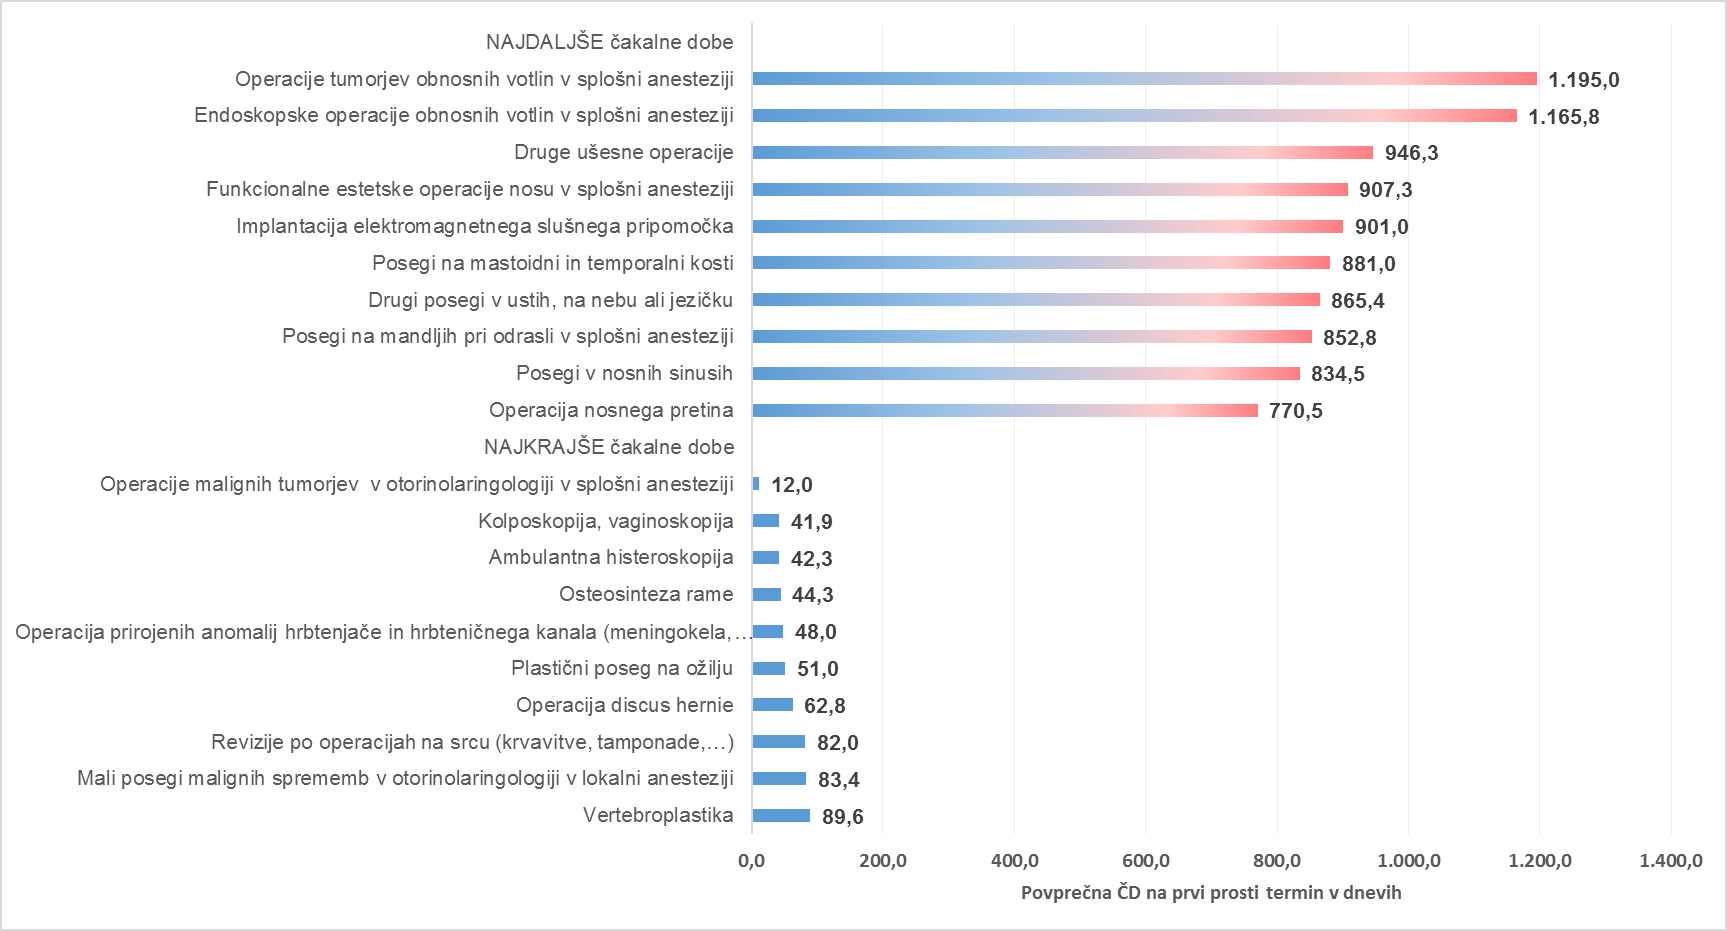 NAJDALJŠE čakalne dobe
Operacije tumorjev obnosnih votlin v splošni anesteziji 1.195,0
Endoskopske operacije obnosnih votlin v splošni anesteziji 1.165,8
Druge ušesne operacije 946,3
Funkcionalne estetske operacije nosu v splošni anesteziji 907,3
Implantacija elektromagnetnega slušnega pripomočka 901,0
Posegi na mastoidni in temporalni kosti 881,0
Drugi posegi v ustih, na nebu ali jezičku 865,4
Posegi na mandljih pri odrasli v splošni anesteziji 852,8
Posegi v nosnih sinusih 834,5
Operacija nosnega pretina 770,5
NAJKRAJŠE čakalne dobe
Operacije malignih tumorjev  v otorinolaringologiji v splošni anesteziji 12,0
Kolposkopija, vaginoskopija 41,9
Ambulantna histeroskopija 42,3
Osteosinteza rame 44,3
Operacija prirojenih anomalij hrbtenjače in hrbteničnega kanala (meningokela,… 48,0
Plastični poseg na ožilju 51,0
Operacija discus hernie 62,8
Revizije po operacijah na srcu (krvavitve, tamponade,…) 82,0
Mali posegi malignih sprememb v otorinolaringologiji v lokalni anesteziji 83,4
Vertebroplastika 89,6
0,0 200,0 400,0 600,0 800,0 1.000,0 1.200,0 1.400,0
Povprečna ČD na prvi prosti termin v dnevih